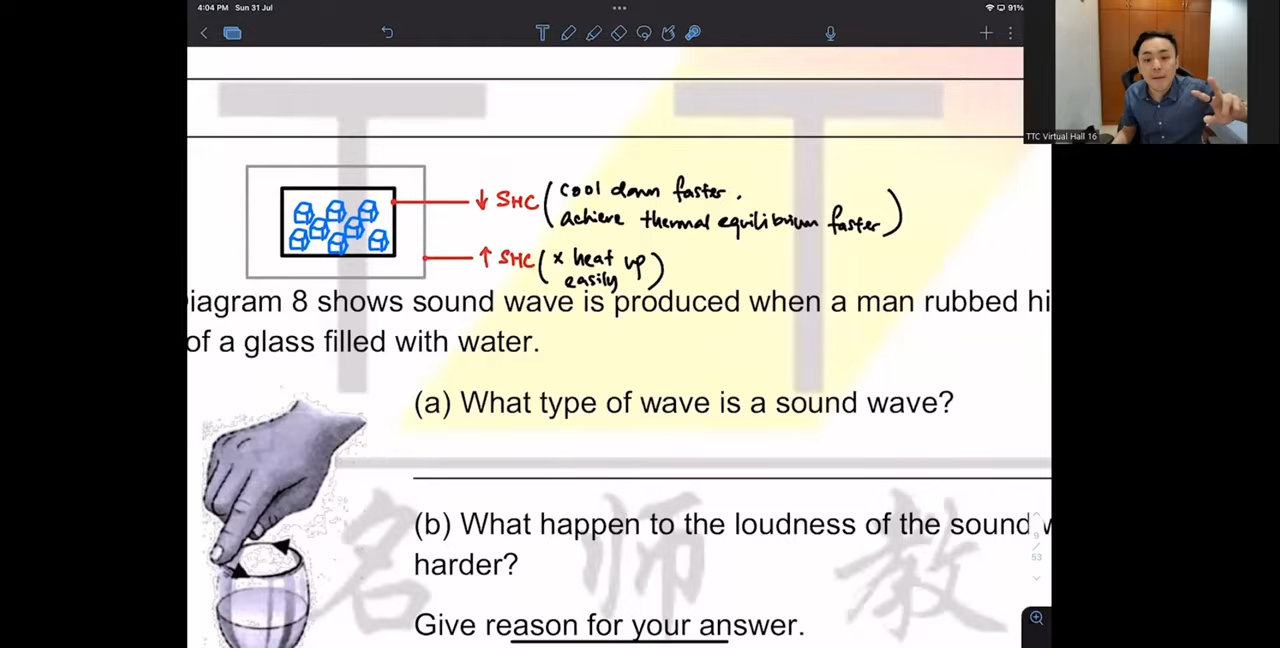 4:04 PM Sun 31 Jul
91%
TTC Virtual Hall 16
T T
↓ SHC (cool down faster.
achieve thermal equilibrium faster)
↑ SHC (x heat up
easily)
iagram 8 shows sound wave is produced when a man rubbed hi
of a glass filled with water.
(a) What type of wave is a sound wave?
(b) What happen to the loudness of the sound w
harder?
Give reason for your answer.
名 师 教
9
/
53